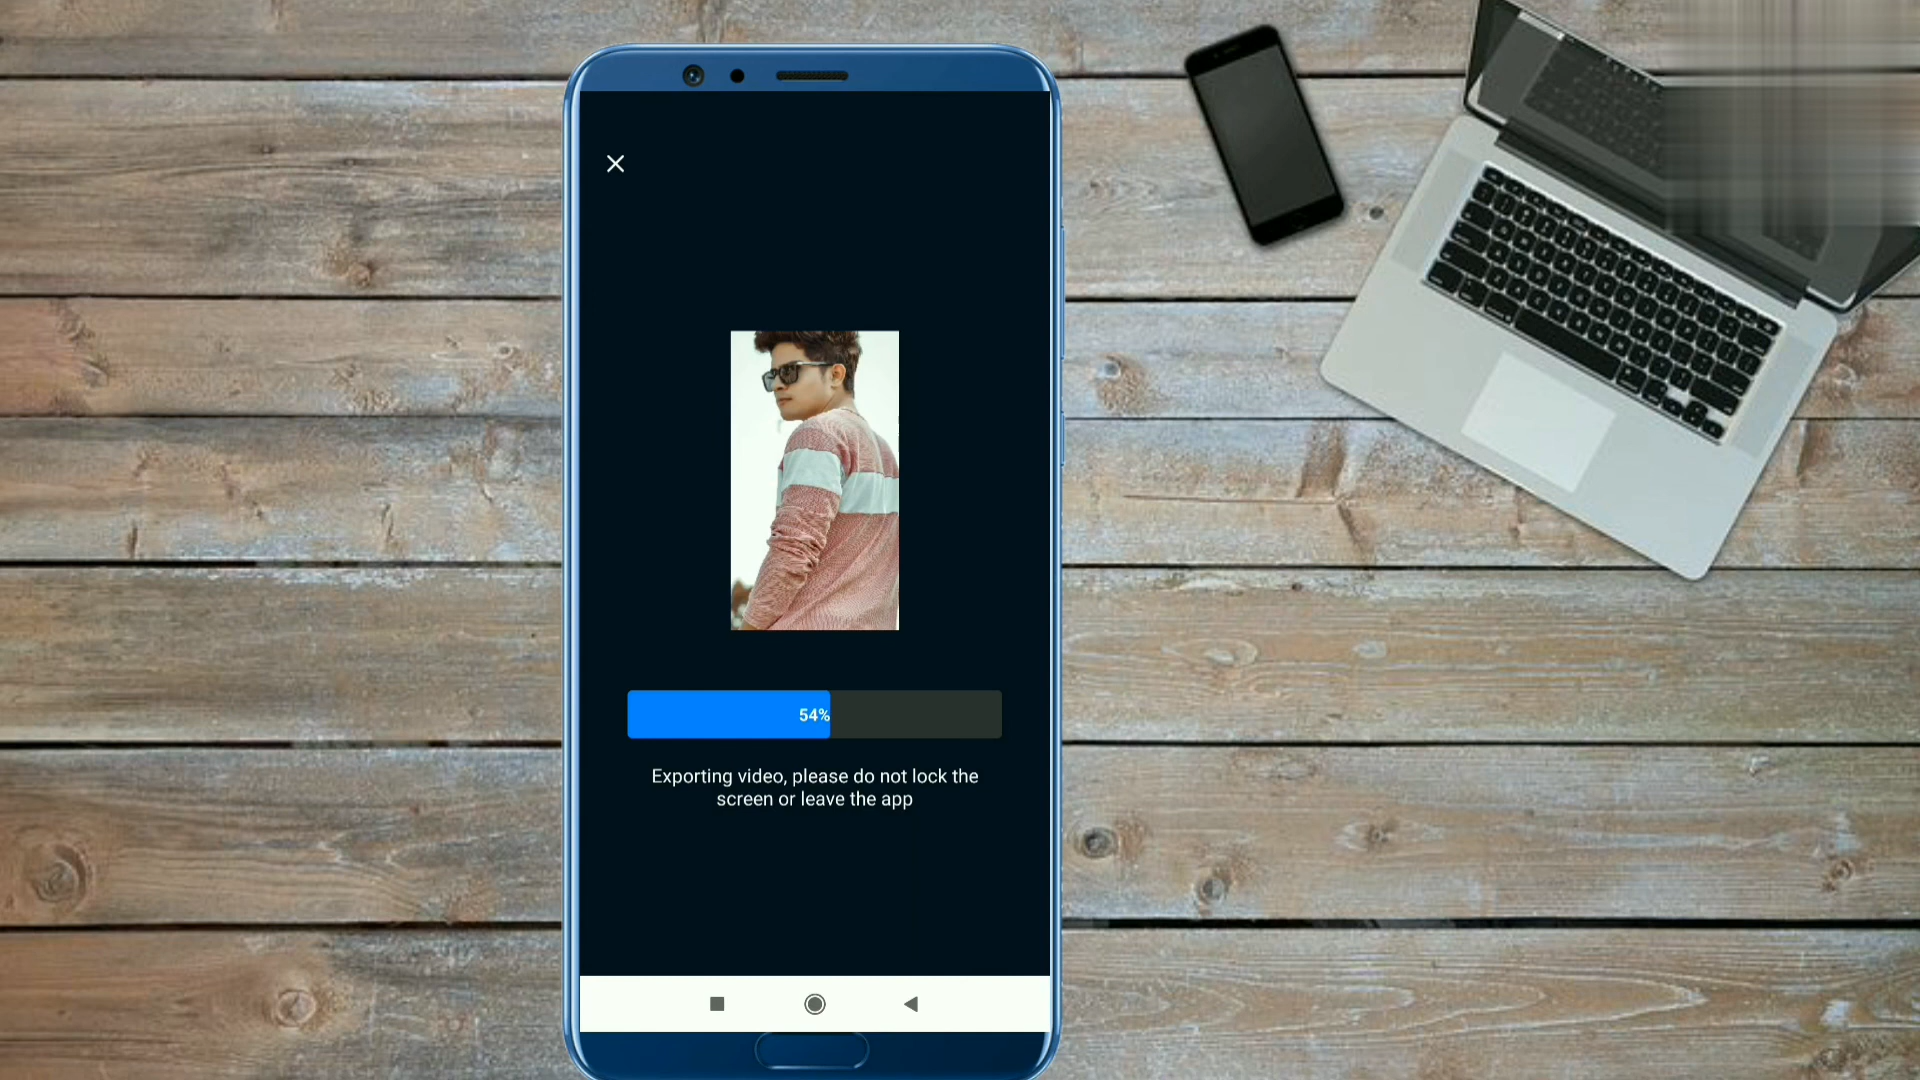 54%
Exporting video, please do not lock the
screen or leave the app